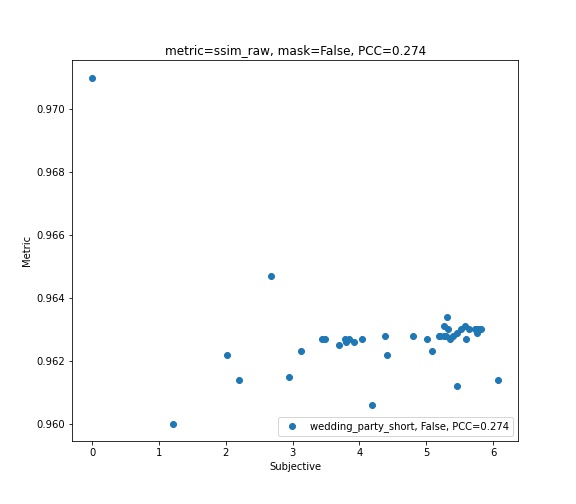 metric=ssim_raw, mask=False, PCC=0.274
Metric
0.970
0.968
0.966
0.964
0.962
0.960
wedding_party_short, False, PCC=0.274
0 1 2 3 4 5 6
Subjective